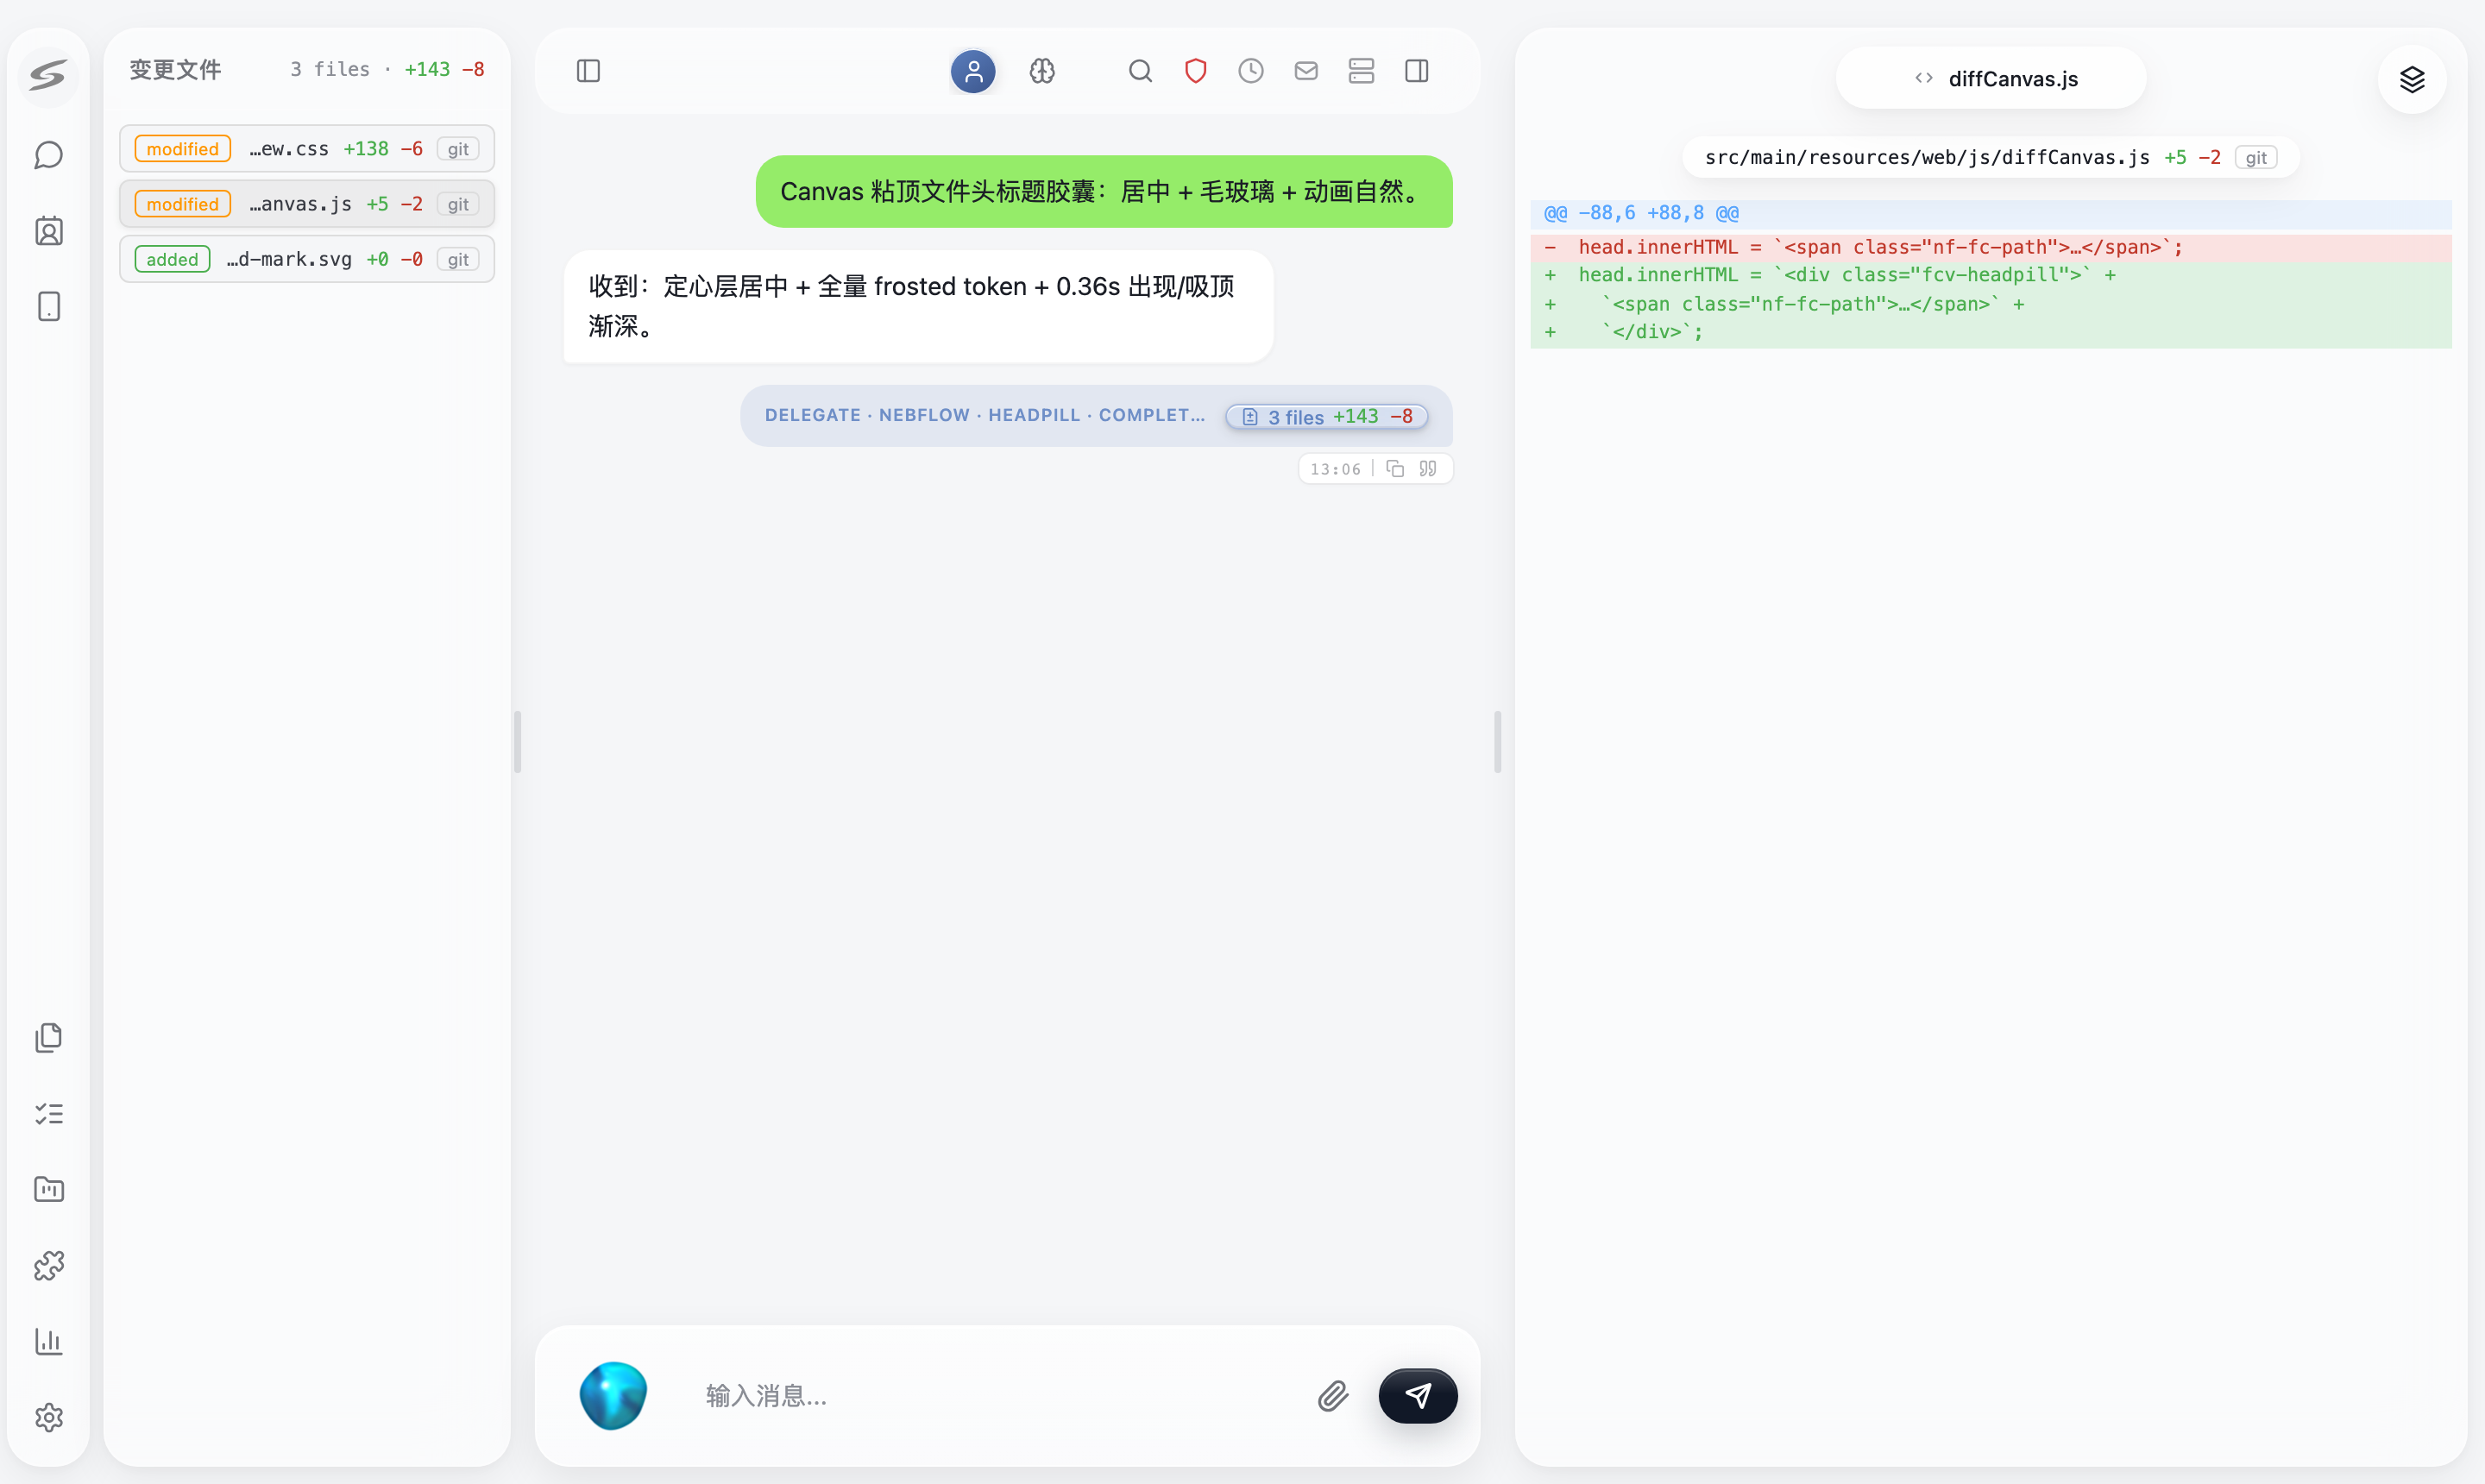 变更文件 3 files · +143 −8
modified …ew.css +138 −6 git
modified …anvas.js +5 −2 git
added …d-mark.svg +0 −0 git
Canvas 粘顶文件头标题胶囊：居中 + 毛玻璃 + 动画自然。
收到：定心层居中 + 全量 frosted token + 0.36s 出现/吸顶
渐深。
DELEGATE · NEBFLOW · HEADPILL · COMPLET… 3 files +143 −8
13:06
输入消息...
diffCanvas.js
src/main/resources/web/js/diffCanvas.js +5 −2 git
@@ −88,6 +88,8 @@
− head.innerHTML = `<span class="nf-fc-path">…</span>`;
+ head.innerHTML = `<div class="fcv-headpill">` +
+ `<span class="nf-fc-path">…</span>` +
+ `</div>`;